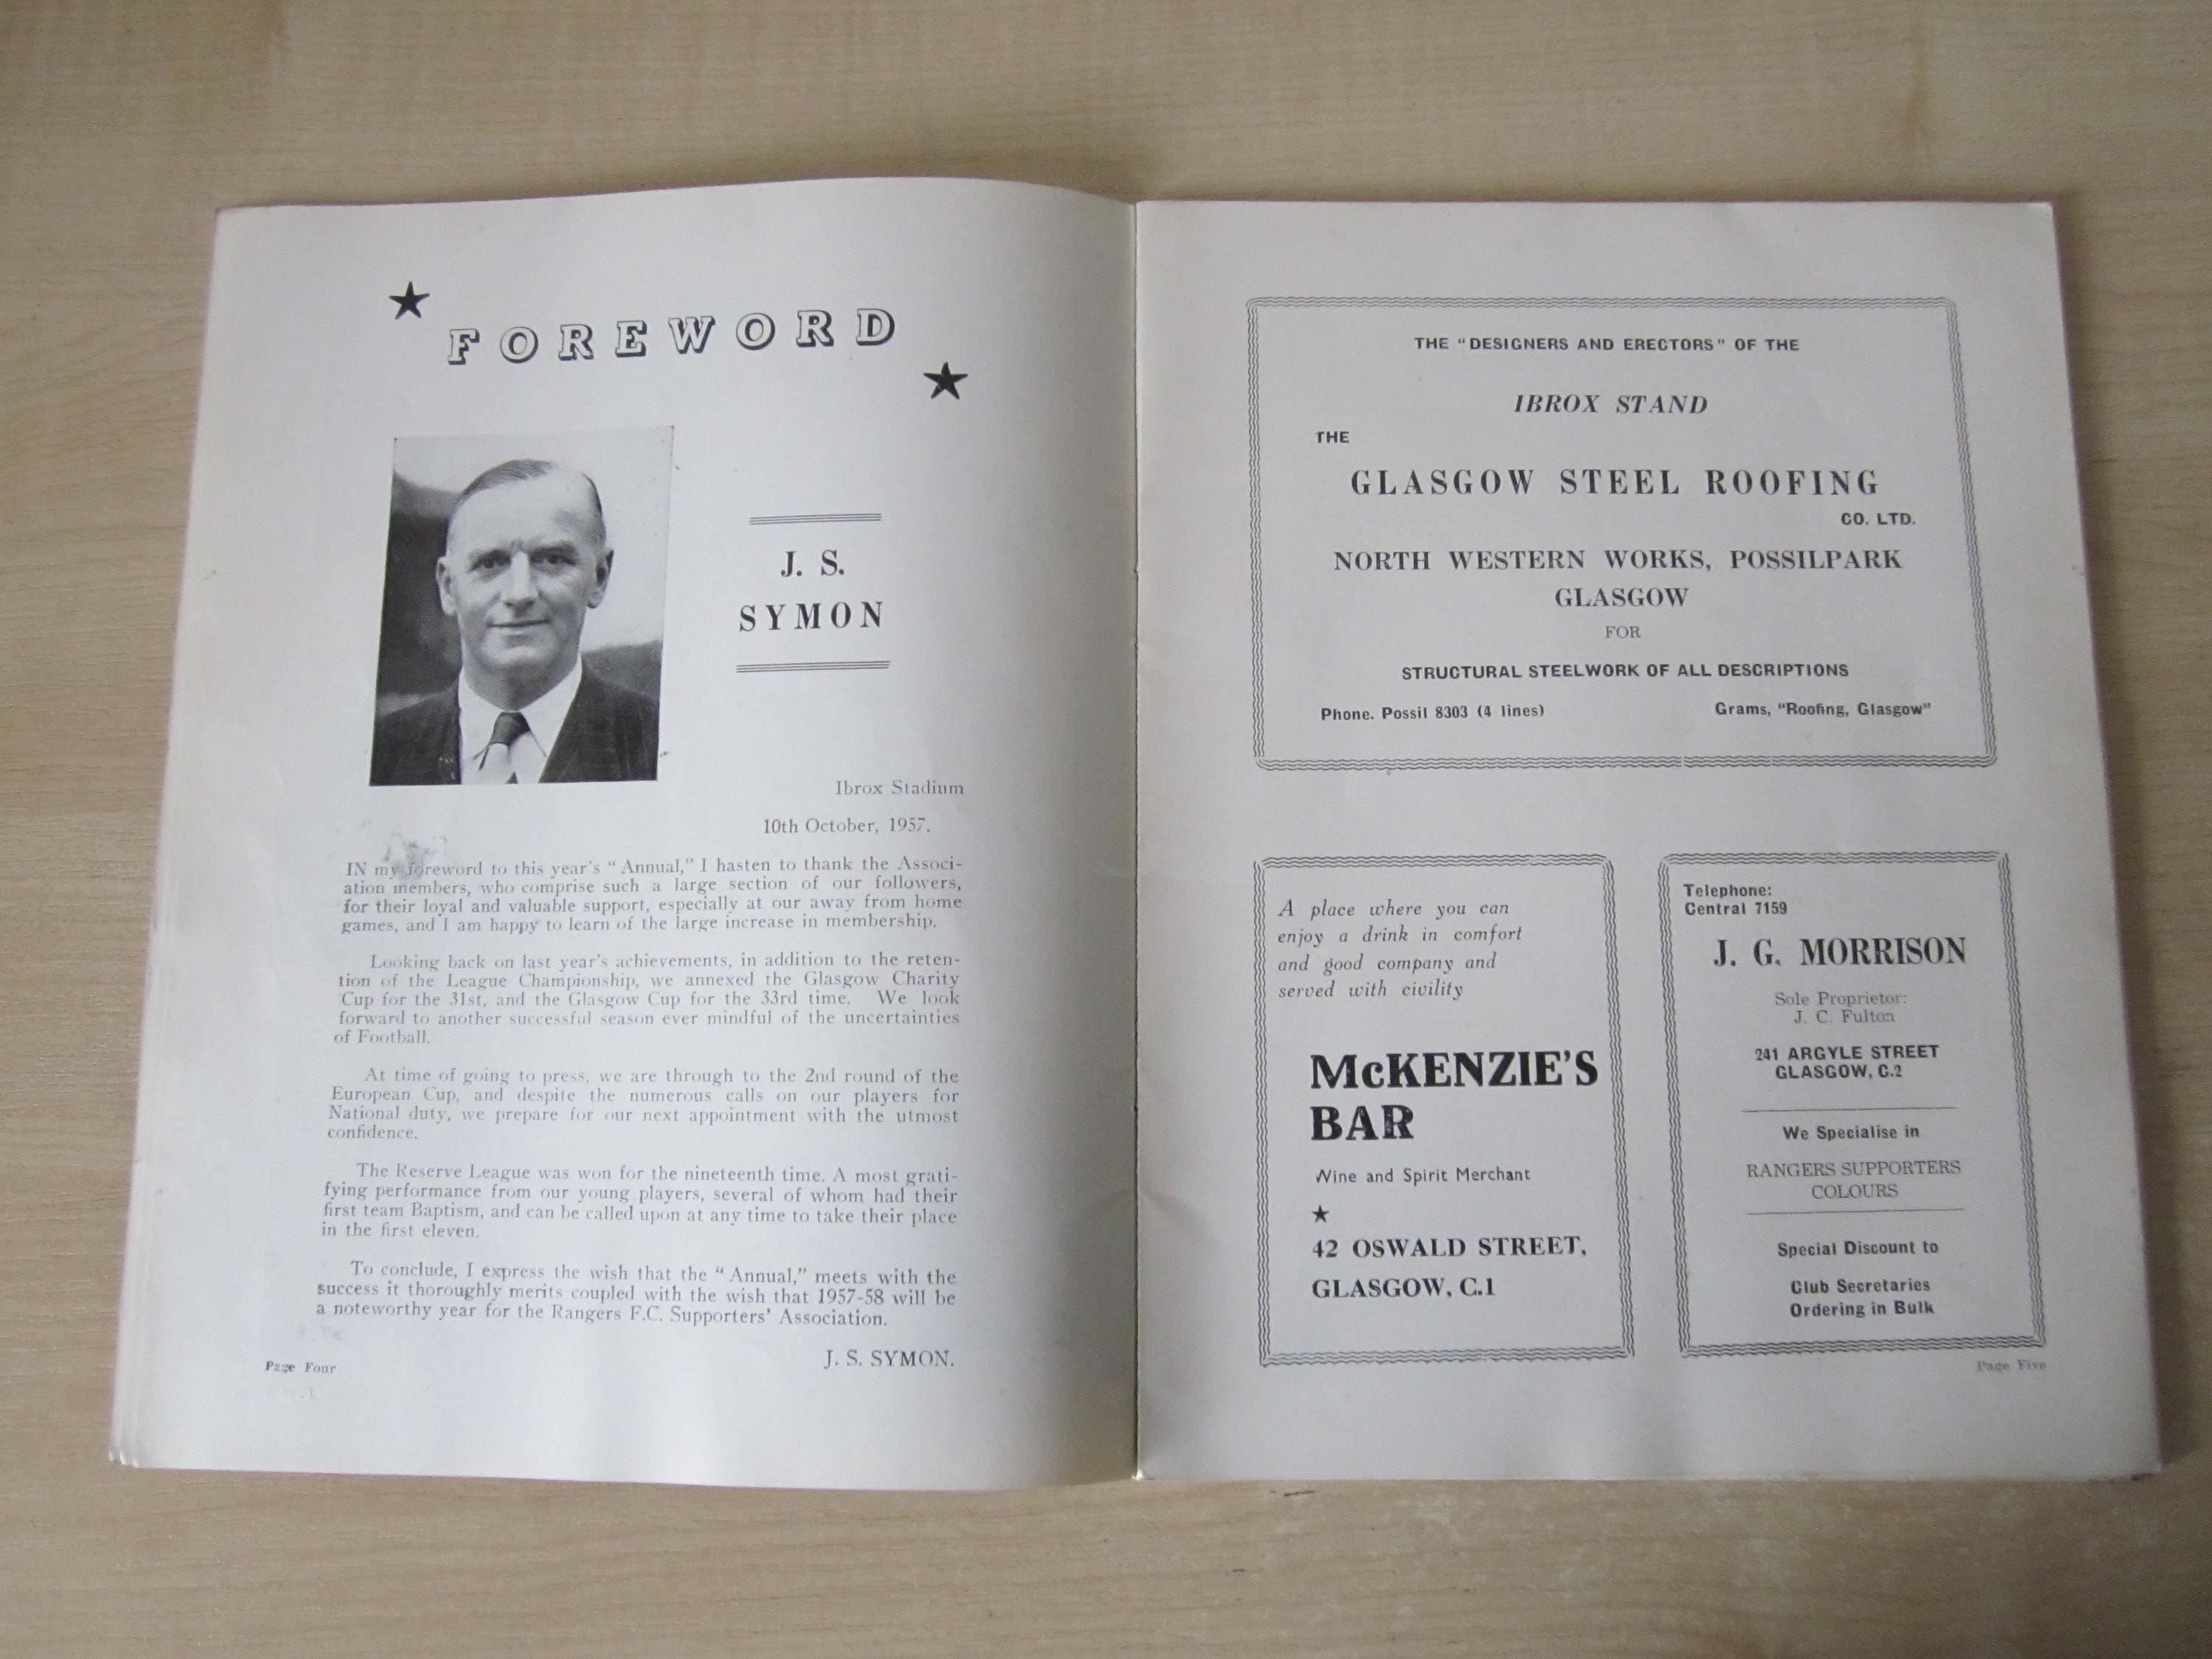 FOREWORD
J. S.
SYMON
Ibrox Stadium
10th October, 1957.
IN my foreword to this year's "Annual," I hasten to thank the Associ-
ation members, who comprise such a large section of our followers,
for their loyal and valuable support, especially at our away from home
games, and I am happy to learn of the large increase in membership.
Looking back on last year's achievements, in addition to the reten-
tion of the League Championship, we annexed the Glasgow Charity
Cup for the 31st, and the Glasgow Cup for the 33rd time. We look
forward to another successful season ever mindful of the uncertainties
of Football.
At time of going to press, we are through to the 2nd round of the
European Cup, and despite the numerous calls on our players for
National duty, we prepare for our next appointment with the utmost
confidence.
The Reserve League was won for the nineteenth time. A most grati-
fying performance from our young players, several of whom had their
first team Baptism, and can be called upon at any time to take their place
in the first eleven.
To conclude, I express the wish that the "Annual," meets with the
success it thoroughly merits coupled with the wish that 1957-58 will be
a noteworthy year for the Rangers F.C. Supporters' Association.
J. S. SYMON.
Page Four
THE "DESIGNERS AND ERECTORS" OF THE
IBROX STAND
THE
GLASGOW STEEL ROOFING
CO. LTD.
NORTH WESTERN WORKS, POSSILPARK
GLASGOW
FOR
STRUCTURAL STEELWORK OF ALL DESCRIPTIONS
Phone. Possil 8303 (4 lines) Grams, "Roofing, Glasgow"
A place where you can
enjoy a drink in comfort
and good company and
served with civility
McKENZIE'S
BAR
Wine and Spirit Merchant
42 OSWALD STREET,
GLASGOW, C.1
Telephone:
Central 7159
J. G. MORRISON
Sole Proprietor:
J. C. Fulton
241 ARGYLE STREET
GLASGOW, C.2
We Specialise in
RANGERS SUPPORTERS
COLOURS
Special Discount to
Club Secretaries
Ordering in Bulk
Page Five